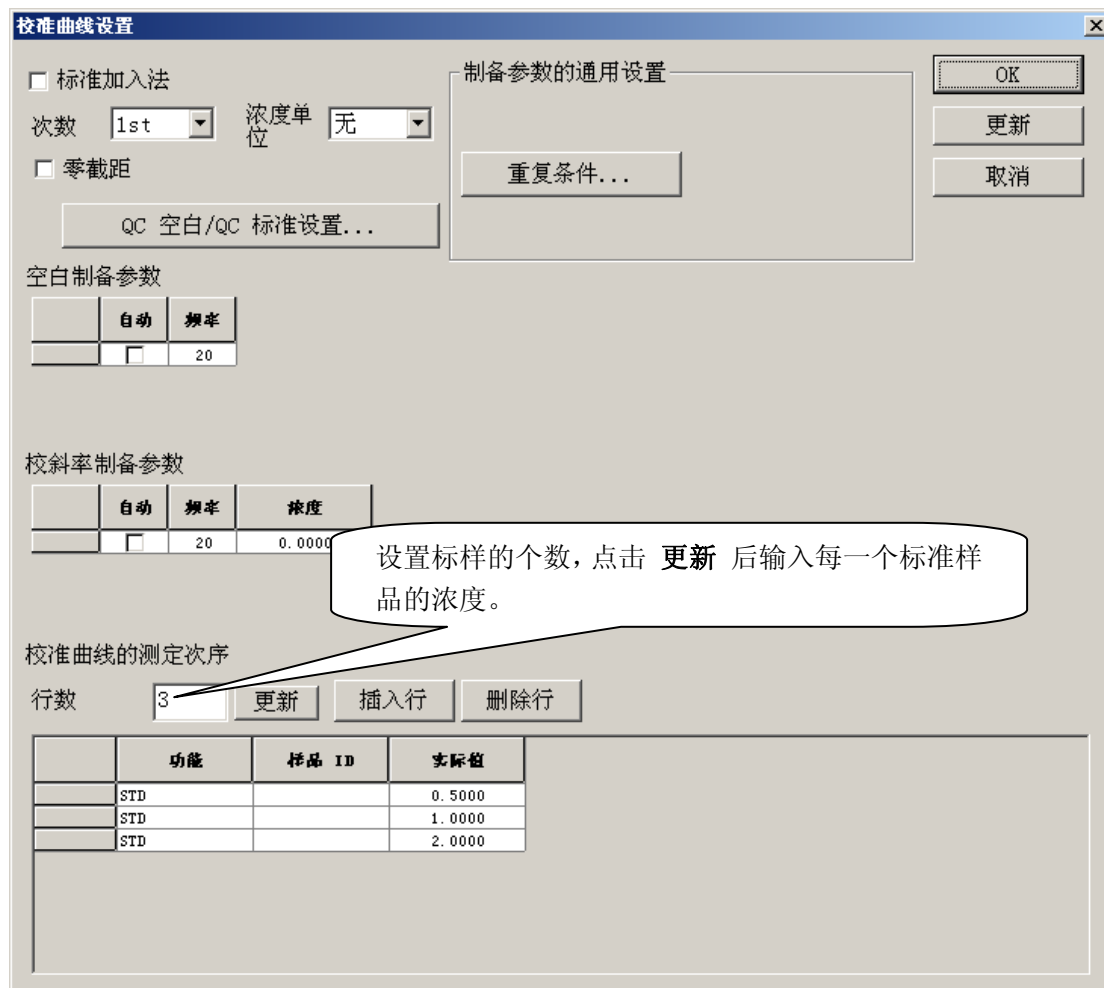 校准曲线设置
标准加入法
制备参数的通用设置
OK
次数 1st 浓度单位 无
更新
零截距
重复条件...
取消
QC 空白/QC 标准设置...
空白制备参数
自动 频率
20
校斜率制备参数
自动 频率 浓度
20 0.0000
设置标样的个数，点击 更新 后输入每一个标准样
品的浓度。
校准曲线的测定次序
行数 3 更新 插入行 删除行
功能 样品 ID 实际值
STD 0.5000
STD 1.0000
STD 2.0000